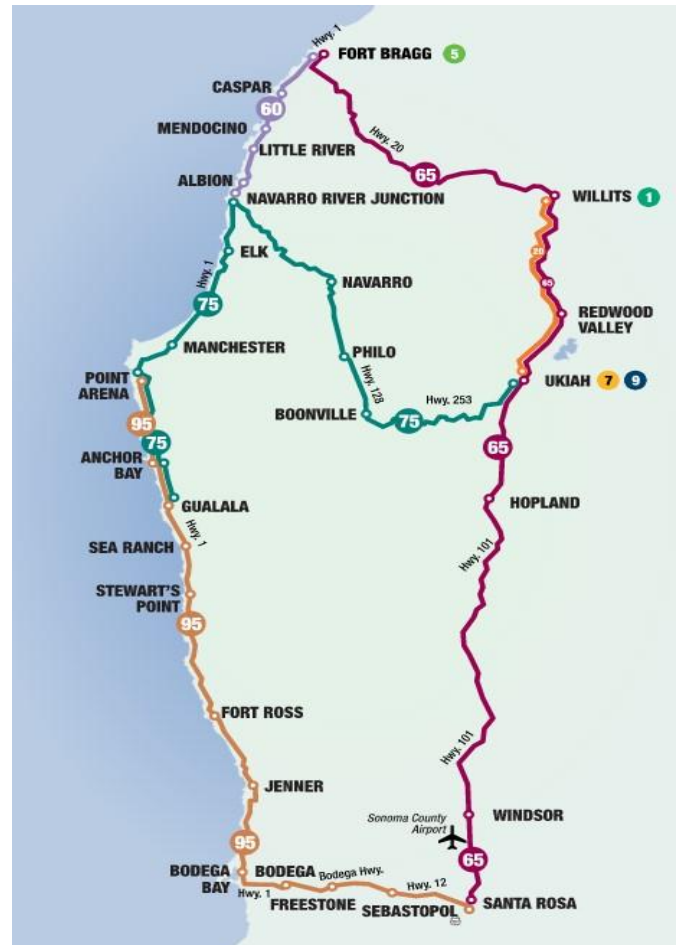 Hwy. 1
FORT BRAGG 5
CASPAR
60
MENDOCINO
Hwy. 20
LITTLE RIVER
65
ALBION
WILLITS 1
NAVARRO RIVER JUNCTION
ELK
20
Hwy. 1
NAVARRO
65
75
REDWOOD
VALLEY
MANCHESTER
PHILO
POINT
ARENA
UKIAH 7 9
Hwy. 128
Hwy. 253
BOONVILLE
75
95
75
65
ANCHOR
BAY
GUALALA
HOPLAND
Hwy. 1
SEA RANCH
Hwy. 101
STEWART'S
POINT
95
FORT ROSS
Hwy. 101
JENNER
WINDSOR
Sonoma County
Airport
95
65
BODEGA
BAY
BODEGA
Bodega Hwy.
Hwy. 1
Hwy. 12
FREESTONE
SEBASTOPOL
SANTA ROSA